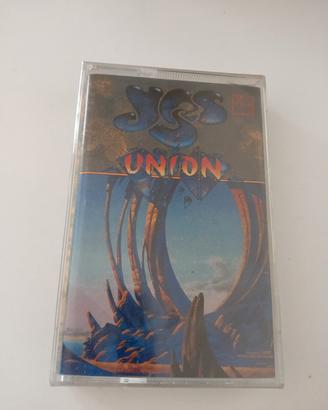 YES
UNION